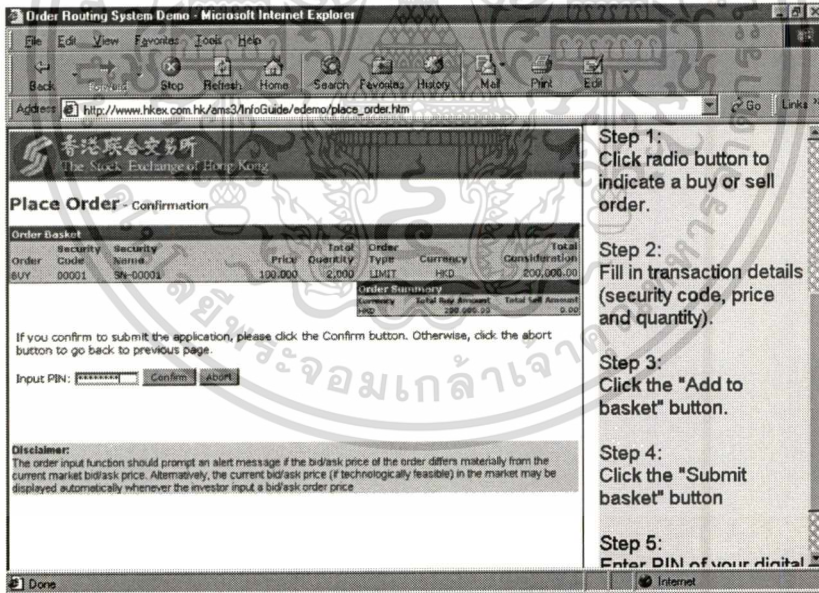 Order Routing System Demo - Microsoft Internet Explorer
File Edit View Favorites Tools Help
Back Forward Stop Refresh Home Search Favorites History Mail Print Edit
Address http://www.hkex.com.hk/ams3/InfoGuide/edemo/place_order.htm Go Links »
香港联合交易所
The Stock Exchange of Hong Kong
Place Order - Confirmation
Order Basket
Order Security Code Security Name Price Total Quantity Order Type Currency Total Consideration
BUY 00001 SN-00001 100.000 2,000 LIMIT HKD 200,000.00
Order Summary
Currency Total Buy Amount Total Sell Amount
HKD 200,000.00 0.00
If you confirm to submit the application, please click the Confirm button. Otherwise, click the abort
button to go back to previous page.
Input PIN: ******** Confirm Abort
Disclaimer:
The order input function should prompt an alert message if the bid/ask price of the order differs materially from the
current market bid/ask price. Alternatively, the current bid/ask price (if technologically feasible) in the market may be
displayed automatically whenever the investor input a bid/ask order price
Step 1:
Click radio button to
indicate a buy or sell
order.
Step 2:
Fill in transaction details
(security code, price
and quantity).
Step 3:
Click the "Add to
basket" button.
Step 4:
Click the "Submit
basket" button
Step 5:
Enter PIN of your digital
Done Internet